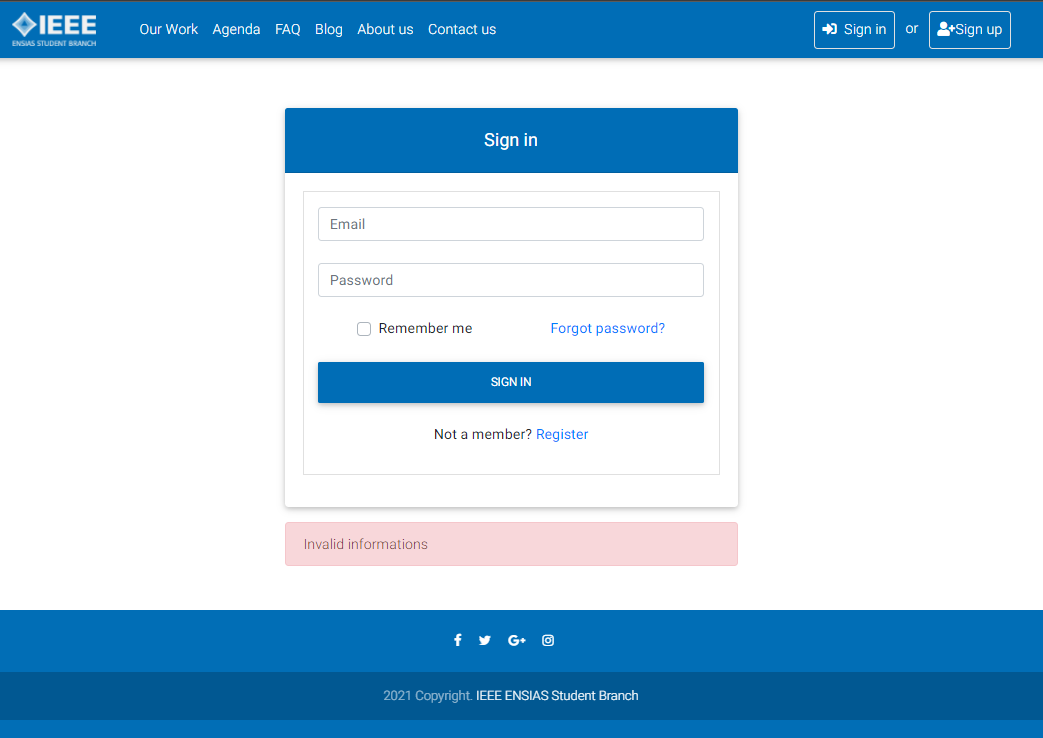 IEEE
ENSIAS STUDENT BRANCH
Our Work Agenda FAQ Blog About us Contact us Sign in or Sign up
Sign in
Email
Password
Remember me Forgot password?
SIGN IN
Not a member? Register
Invalid informations
2021 Copyright. IEEE ENSIAS Student Branch